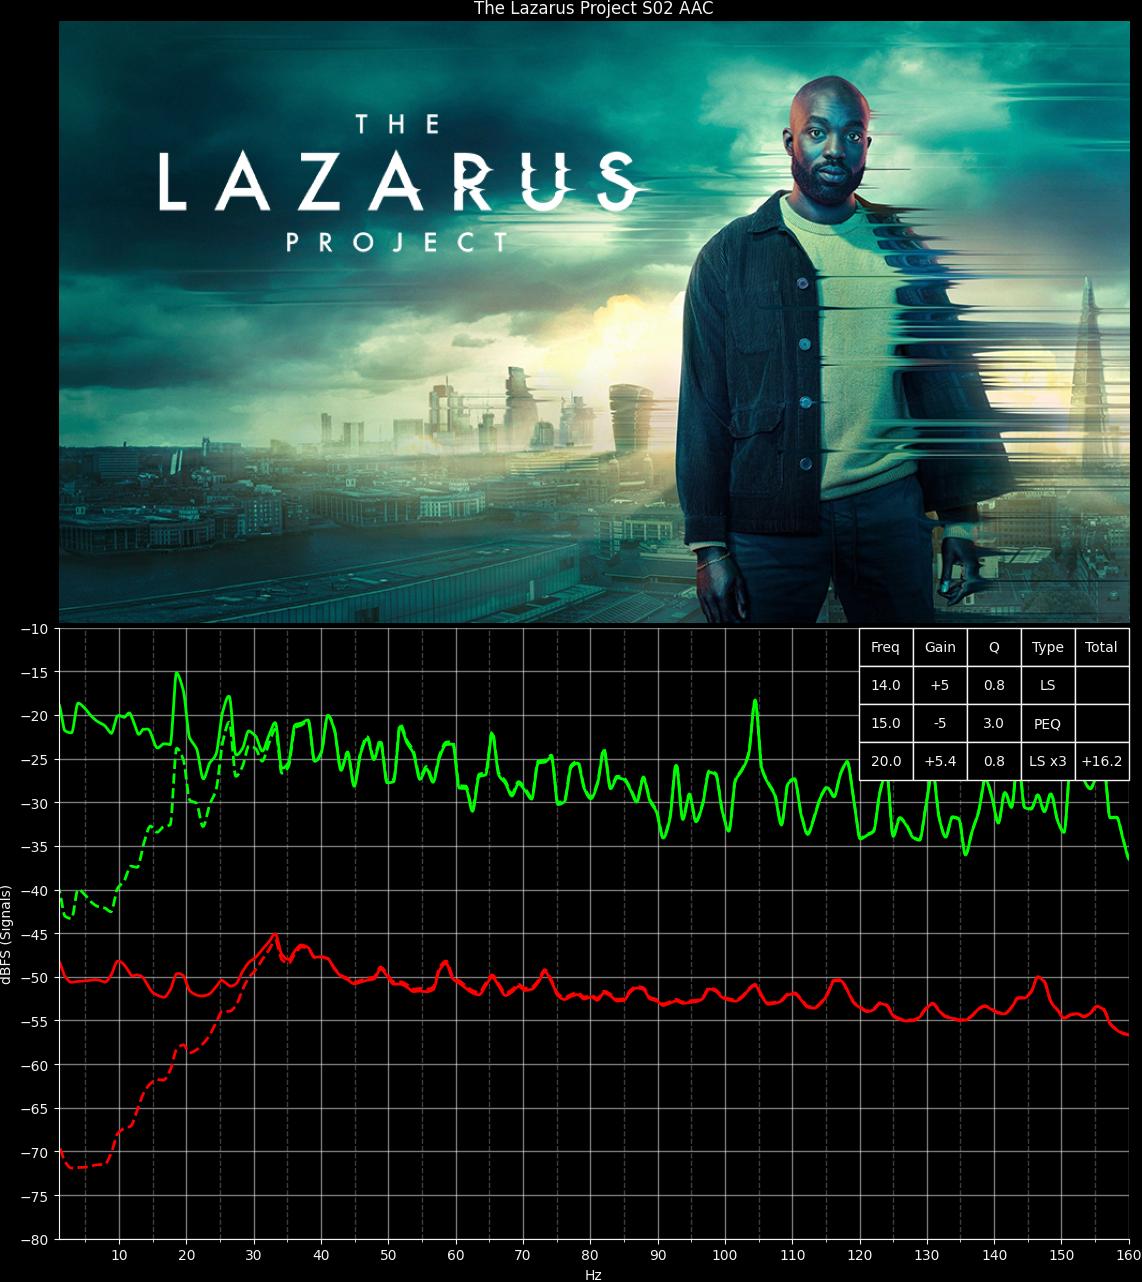 The Lazarus Project S02 AAC
THE
LAZARUS
PROJECT
Freq Gain Q Type Total
14.0 +5 0.8 LS
15.0 -5 3.0 PEQ
20.0 +5.4 0.8 LS x3 +16.2
−10
−15
−20
−25
−30
−35
−40
−45
−50
−55
−60
−65
−70
−75
−80
dBFS (Signals)
10 20 30 40 50 60 70 80 90 100 110 120 130 140 150 160
Hz